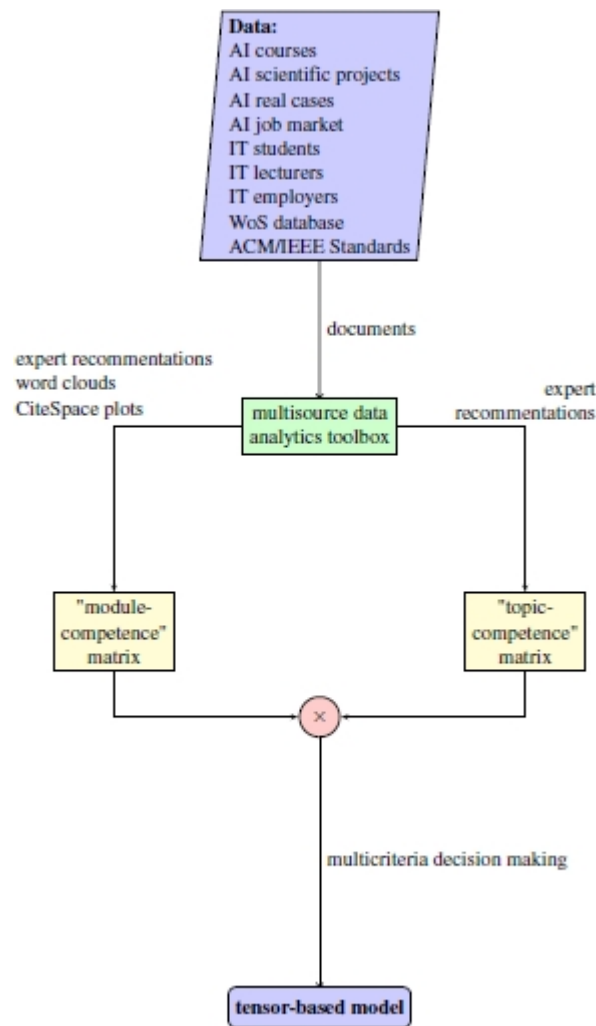 Data:
AI courses
AI scientific projects
AI real cases
AI job market
IT students
IT lecturers
IT employers
WoS database
ACM/IEEE Standards
documents
expert recommentations
word clouds
CiteSpace plots
expert
recommentations
multisource data
analytics toolbox
"module-
competence"
matrix
"topic-
competence"
matrix
×
multicriteria decision making
tensor-based model